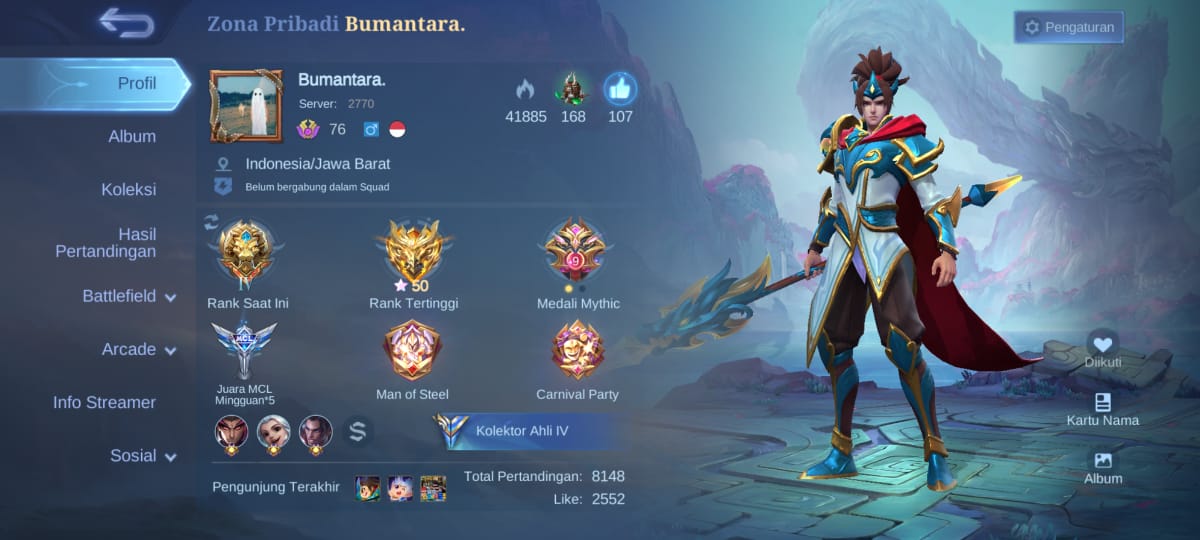 Zona Pribadi Bumantara.
Pengaturan
Profil
Album
Koleksi
Hasil
Pertandingan
Battlefield
Arcade
Info Streamer
Sosial
Bumantara.
Server: 2770
76
41885
168
107
Indonesia/Jawa Barat
Belum bergabung dalam Squad
IV
Rank Saat Ini
50
Rank Tertinggi
9
Medali Mythic
MCL
Juara MCL
Mingguan*5
Man of Steel
Carnival Party
Kolektor Ahli IV
Pengunjung Terakhir
Total Pertandingan: 8148
Like: 2552
Diikuti
Kartu Nama
Album